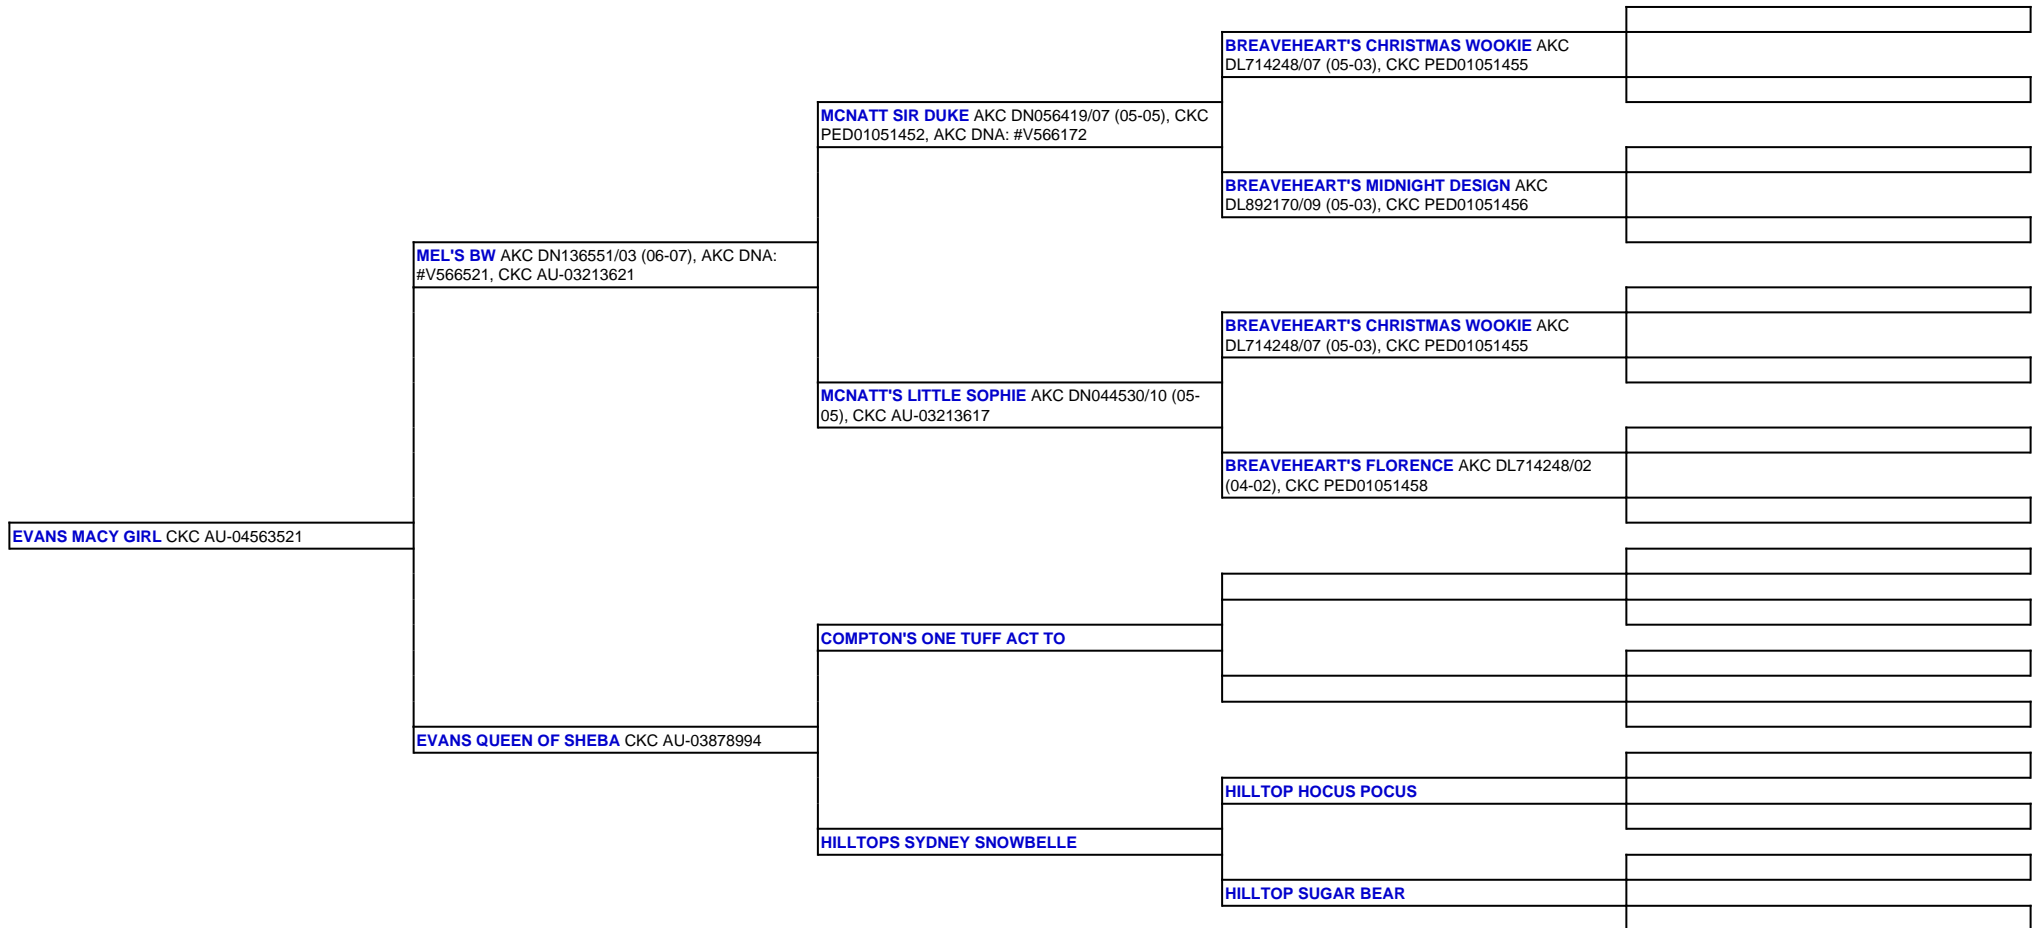 BREAVEHEART'S CHRISTMAS WOOKIE AKC
DL714248/07 (05-03), CKC PED01051455
MCNATT SIR DUKE AKC DN056419/07 (05-05), CKC
PED01051452, AKC DNA: #V566172
BREAVEHEART'S MIDNIGHT DESIGN AKC
DL892170/09 (05-03), CKC PED01051456
MEL'S BW AKC DN136551/03 (06-07), AKC DNA:
#V566521, CKC AU-03213621
BREAVEHEART'S CHRISTMAS WOOKIE AKC
DL714248/07 (05-03), CKC PED01051455
MCNATT'S LITTLE SOPHIE AKC DN044530/10 (05-
05), CKC AU-03213617
BREAVEHEART'S FLORENCE AKC DL714248/02
(04-02), CKC PED01051458
EVANS MACY GIRL CKC AU-04563521
COMPTON'S ONE TUFF ACT TO
EVANS QUEEN OF SHEBA CKC AU-03878994
HILLTOP HOCUS POCUS
HILLTOPS SYDNEY SNOWBELLE
HILLTOP SUGAR BEAR